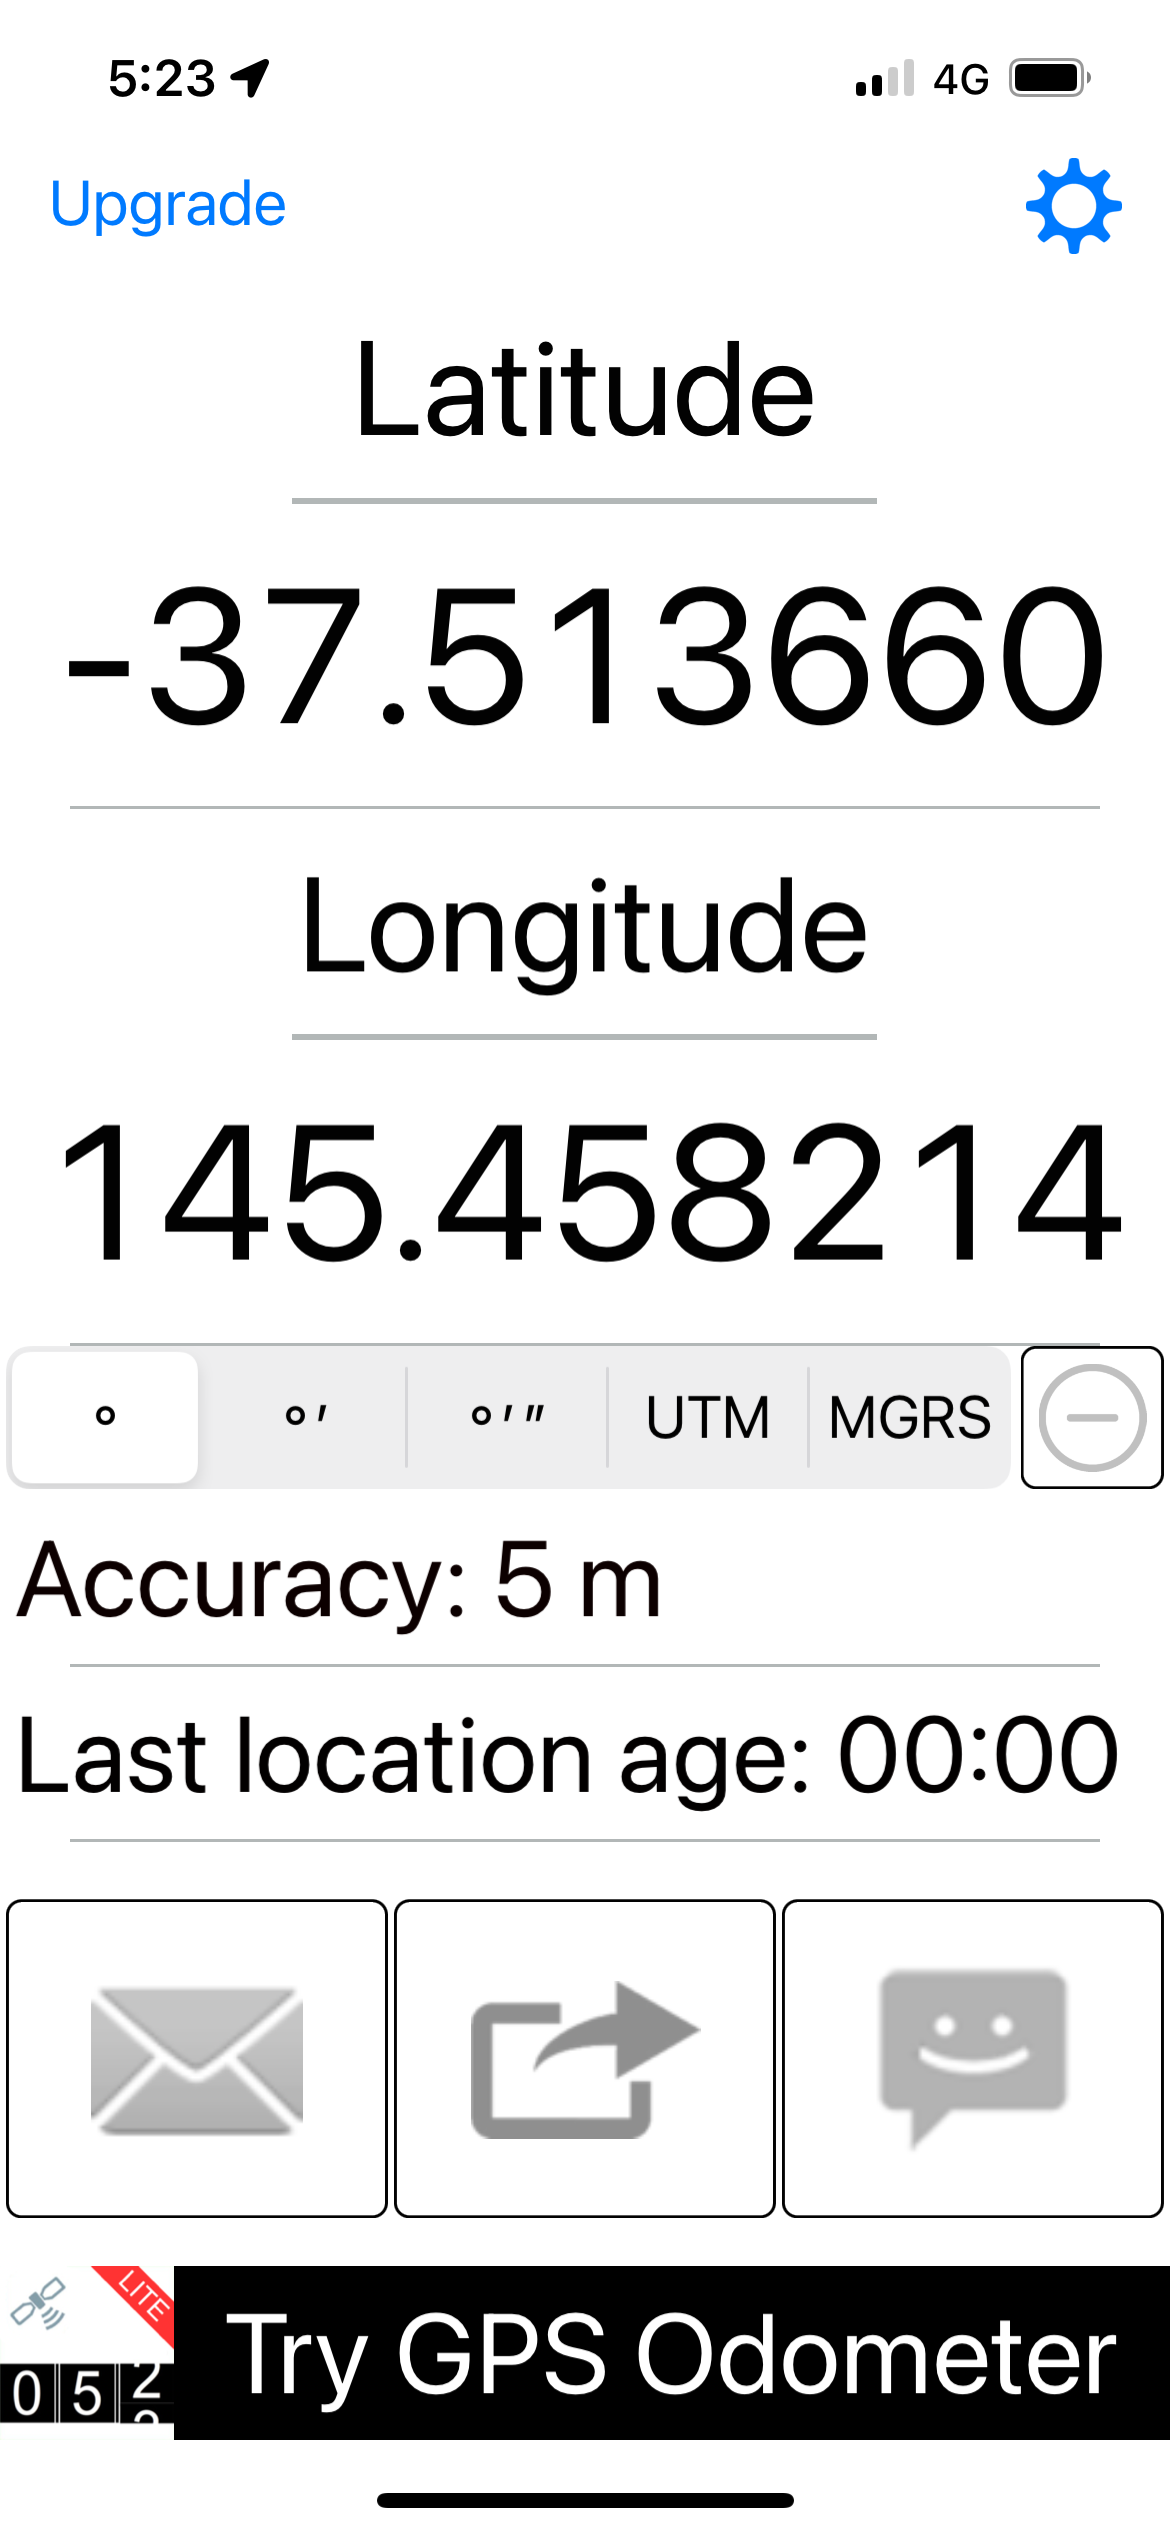 5:23 4G
Upgrade
Latitude
-37.513660
Longitude
145.458214
° °′ °′″ UTM MGRS
Accuracy: 5 m
Last location age: 00:00
LITE
0 5 2
Try GPS Odometer